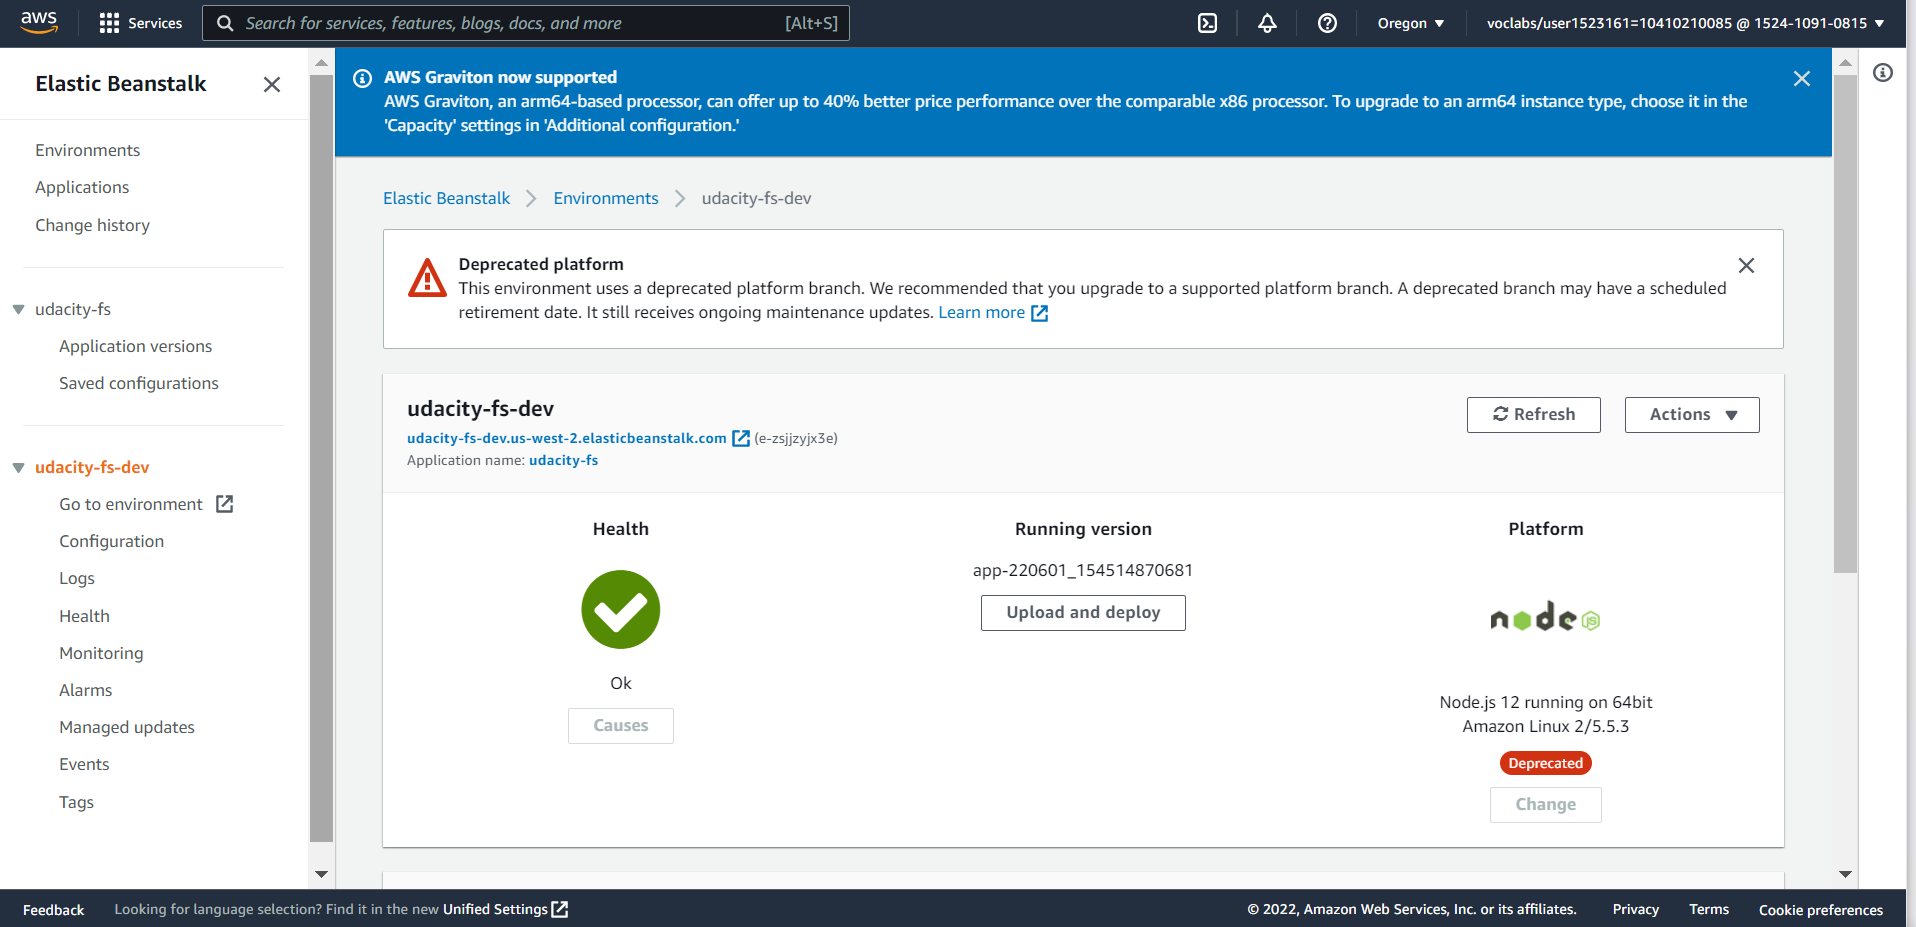 aws
Services
Search for services, features, blogs, docs, and more
[Alt+S]
Oregon
voclabs/user1523161=10410210085 @ 1524-1091-0815
Elastic Beanstalk
Environments
Applications
Change history
udacity-fs
Application versions
Saved configurations
udacity-fs-dev
Go to environment
Configuration
Logs
Health
Monitoring
Alarms
Managed updates
Events
Tags
AWS Graviton now supported
AWS Graviton, an arm64-based processor, can offer up to 40% better price performance over the comparable x86 processor. To upgrade to an arm64 instance type, choose it in the
'Capacity' settings in 'Additional configuration.'
Elastic Beanstalk
Environments
udacity-fs-dev
Deprecated platform
This environment uses a deprecated platform branch. We recommended that you upgrade to a supported platform branch. A deprecated branch may have a scheduled
retirement date. It still receives ongoing maintenance updates. Learn more
udacity-fs-dev
udacity-fs-dev.us-west-2.elasticbeanstalk.com (e-zsjjzyjx3e)
Application name: udacity-fs
Refresh
Actions
Health
Ok
Causes
Running version
app-220601_154514870681
Upload and deploy
Platform
node JS
Node.js 12 running on 64bit
Amazon Linux 2/5.5.3
Deprecated
Change
Feedback
Looking for language selection? Find it in the new Unified Settings
© 2022, Amazon Web Services, Inc. or its affiliates.
Privacy
Terms
Cookie preferences